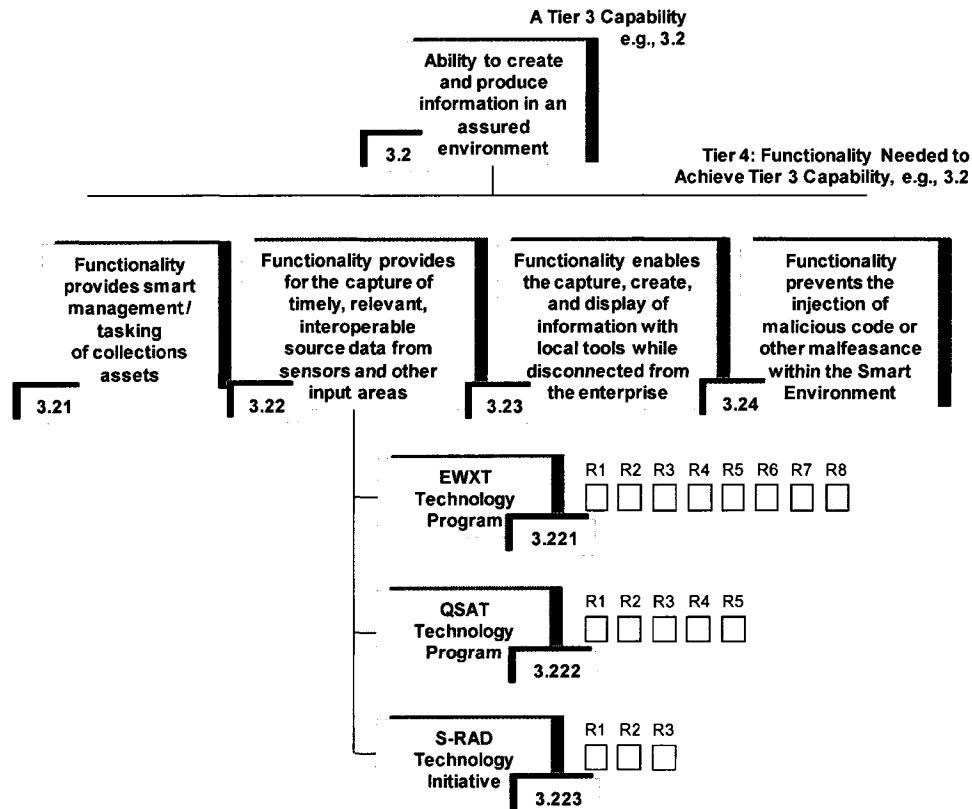 A Tier 3 Capability
e.g., 3.2
Ability to create
and produce
information in an
assured
environment
3.2
Tier 4: Functionality Needed to
Achieve Tier 3 Capability, e.g., 3.2
Functionality
provides smart
management/
tasking
of collections
assets
3.21
Functionality provides
for the capture of
timely, relevant,
interoperable
source data from
sensors and other
input areas
3.22
Functionality enables
the capture, create,
and display of
information with
local tools while
disconnected from
the enterprise
3.23
Functionality
prevents the
injection of
malicious code or
other malfeasance
within the Smart
Environment
3.24
EWXT
Technology
Program
3.221
R1 R2 R3 R4 R5 R6 R7 R8
QSAT
Technology
Program
3.222
R1 R2 R3 R4 R5
S-RAD
Technology
Initiative
3.223
R1 R2 R3